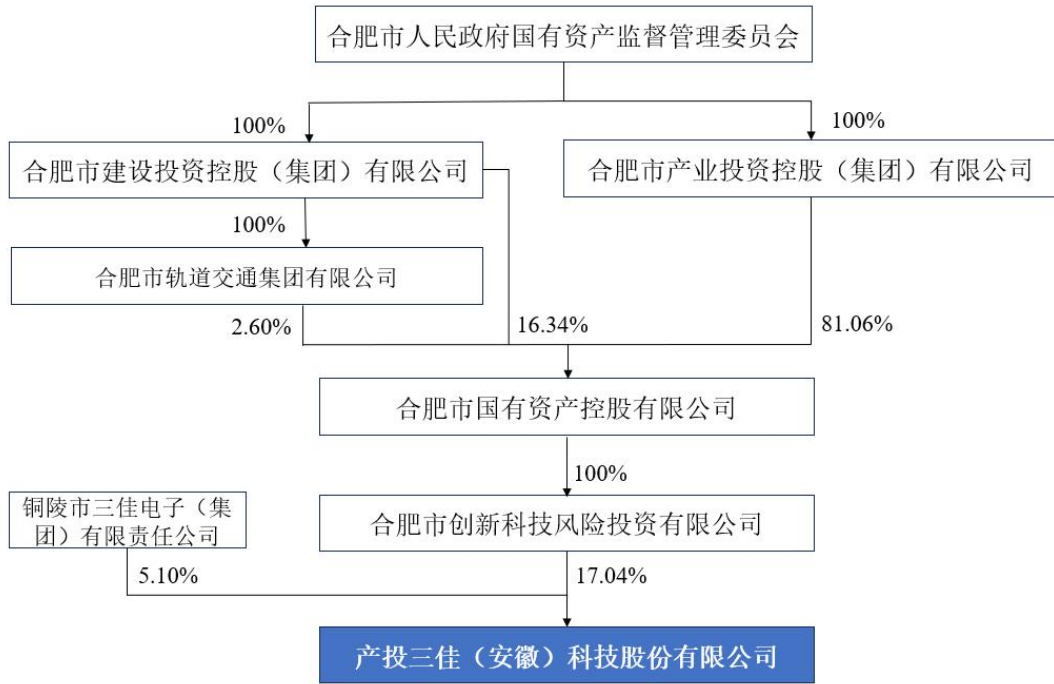 合肥市人民政府国有资产监督管理委员会
100%
100%
合肥市建设投资控股（集团）有限公司
合肥市产业投资控股（集团）有限公司
100%
合肥市轨道交通集团有限公司
2.60%
16.34%
81.06%
合肥市国有资产控股有限公司
100%
铜陵市三佳电子（集
团）有限责任公司
合肥市创新科技风险投资有限公司
5.10%
17.04%
产投三佳（安徽）科技股份有限公司